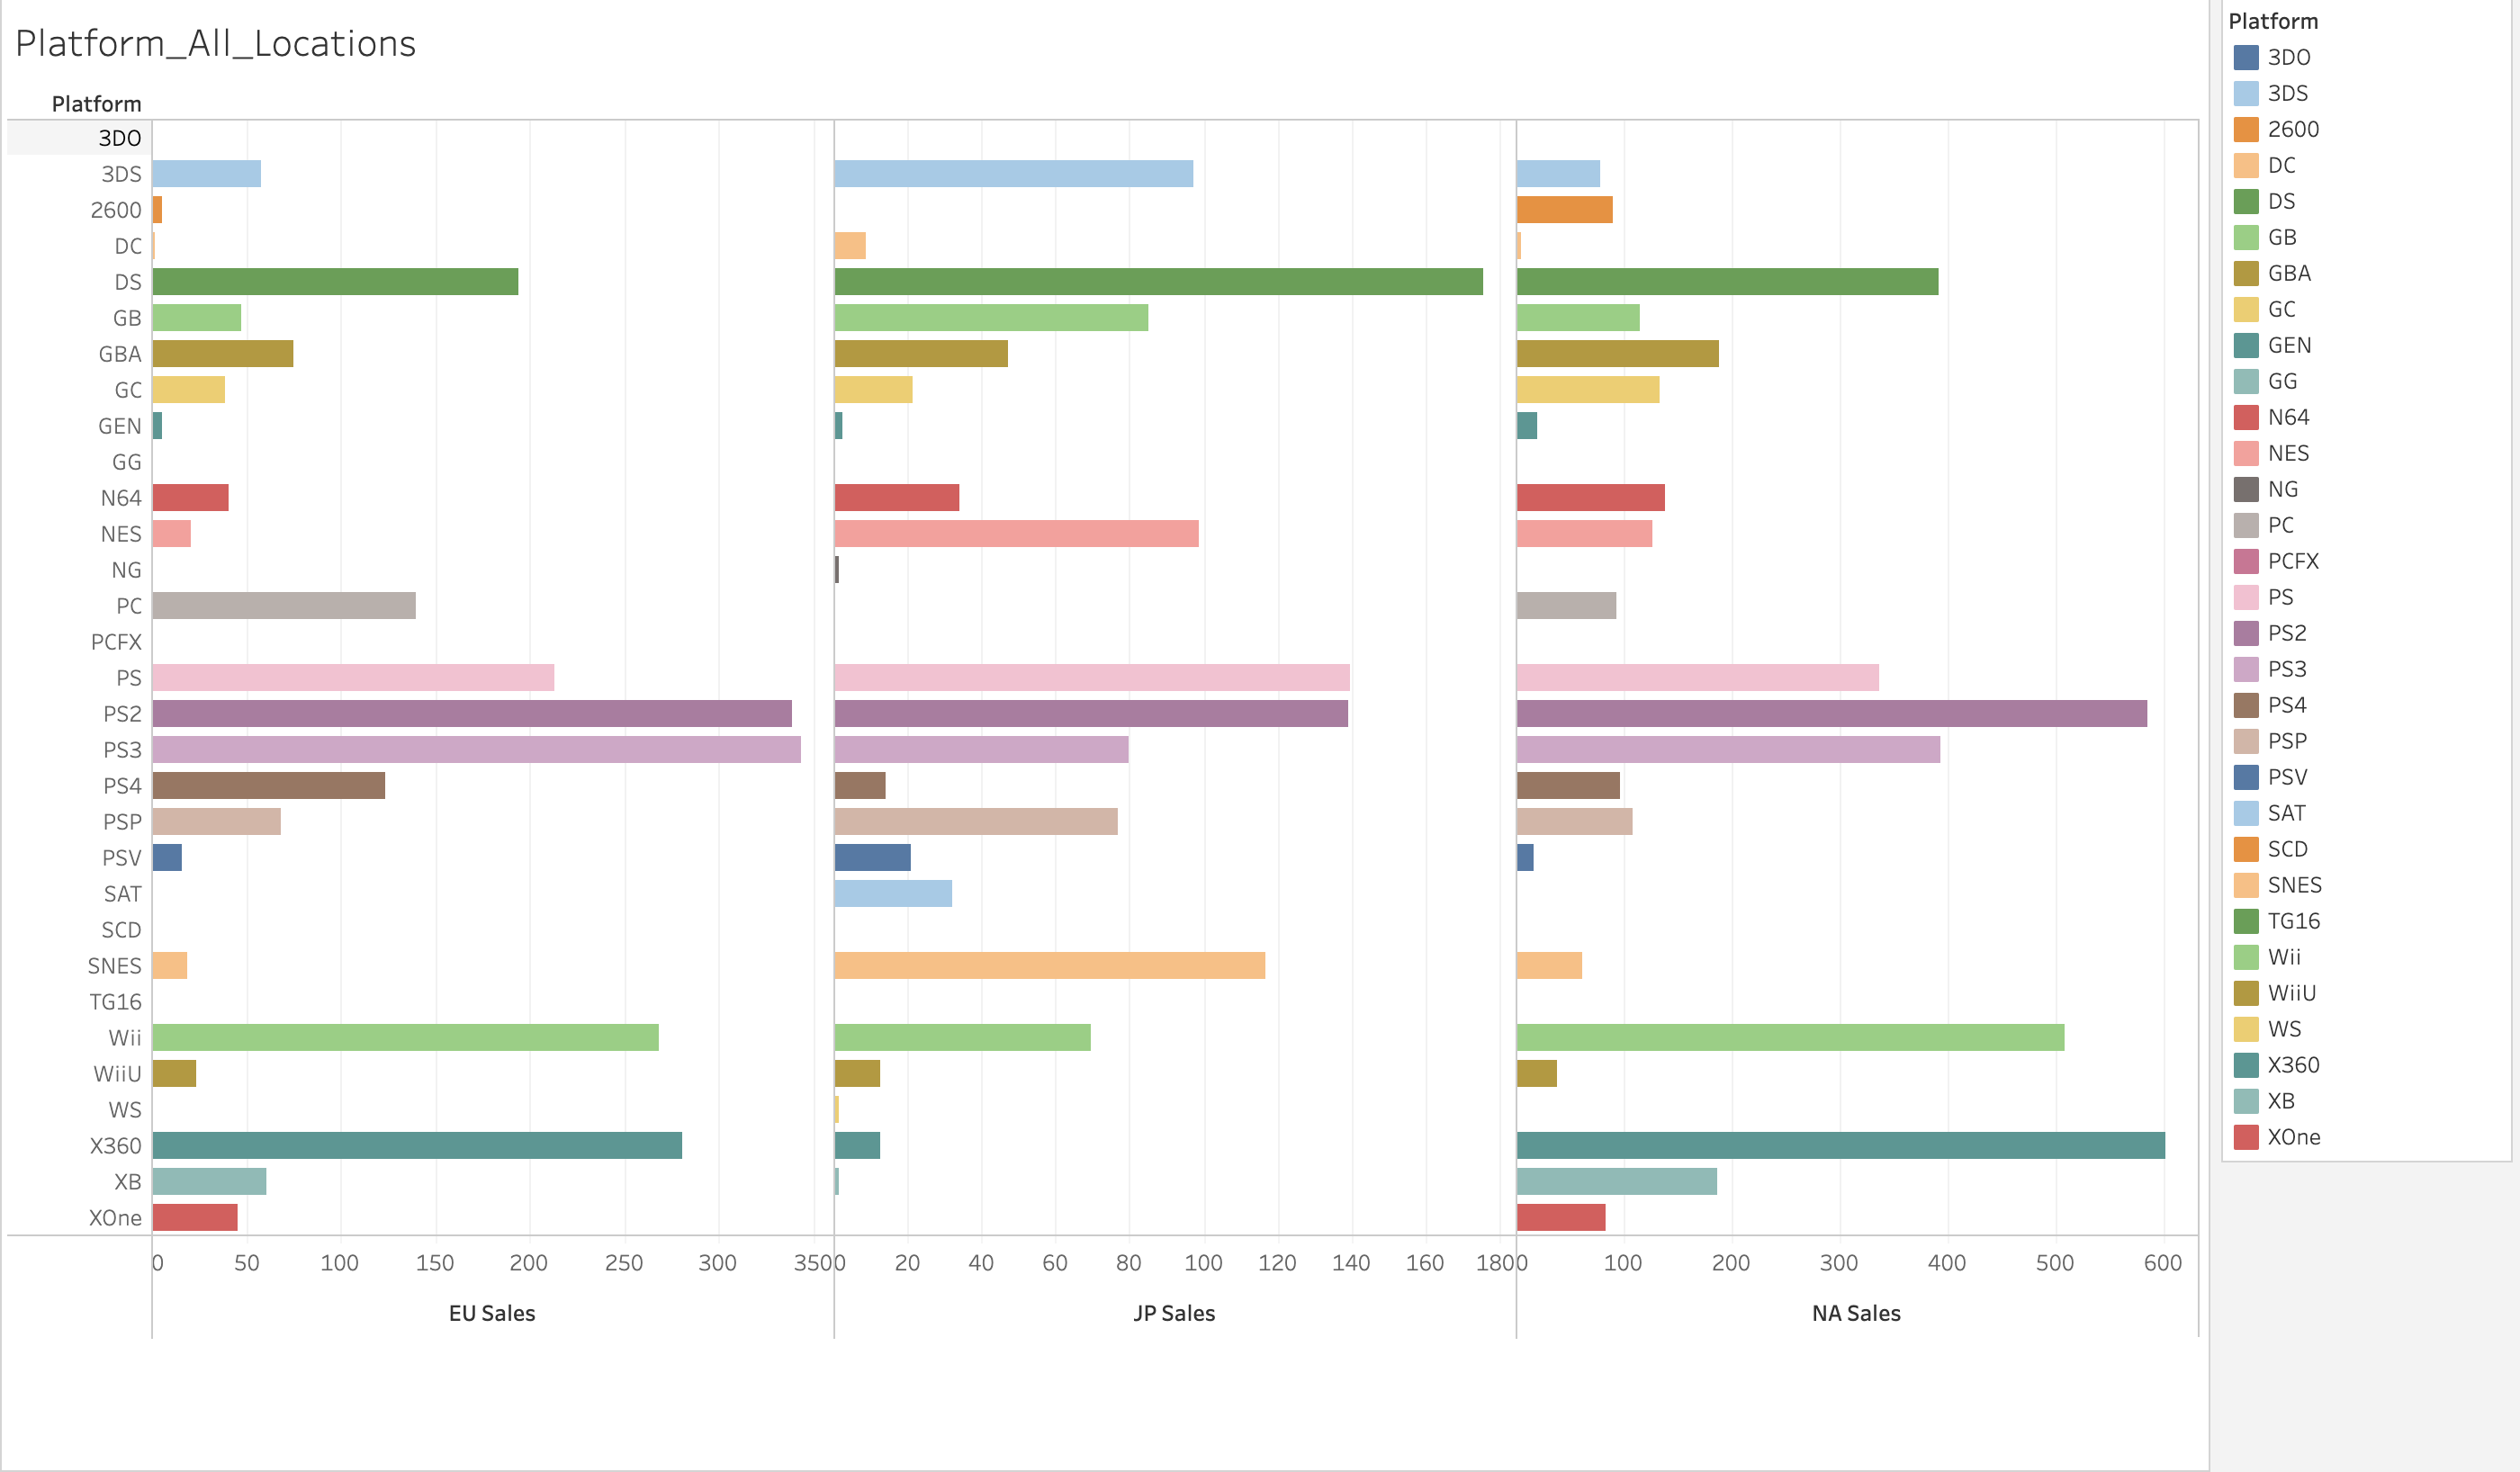 Platform_All_Locations
Platform
3DO
3DS
2600
DC
DS
GB
GBA
GC
GEN
GG
N64
NES
NG
PC
PCFX
PS
PS2
PS3
PS4
PSP
PSV
SAT
SCD
SNES
TG16
Wii
WiiU
WS
X360
XB
XOne
0 50 100 150 200 250 300 350 0 20 40 60 80 100 120 140 160 180 0 100 200 300 400 500 600
EU Sales JP Sales NA Sales
Platform
3DO
3DS
2600
DC
DS
GB
GBA
GC
GEN
GG
N64
NES
NG
PC
PCFX
PS
PS2
PS3
PS4
PSP
PSV
SAT
SCD
SNES
TG16
Wii
WiiU
WS
X360
XB
XOne